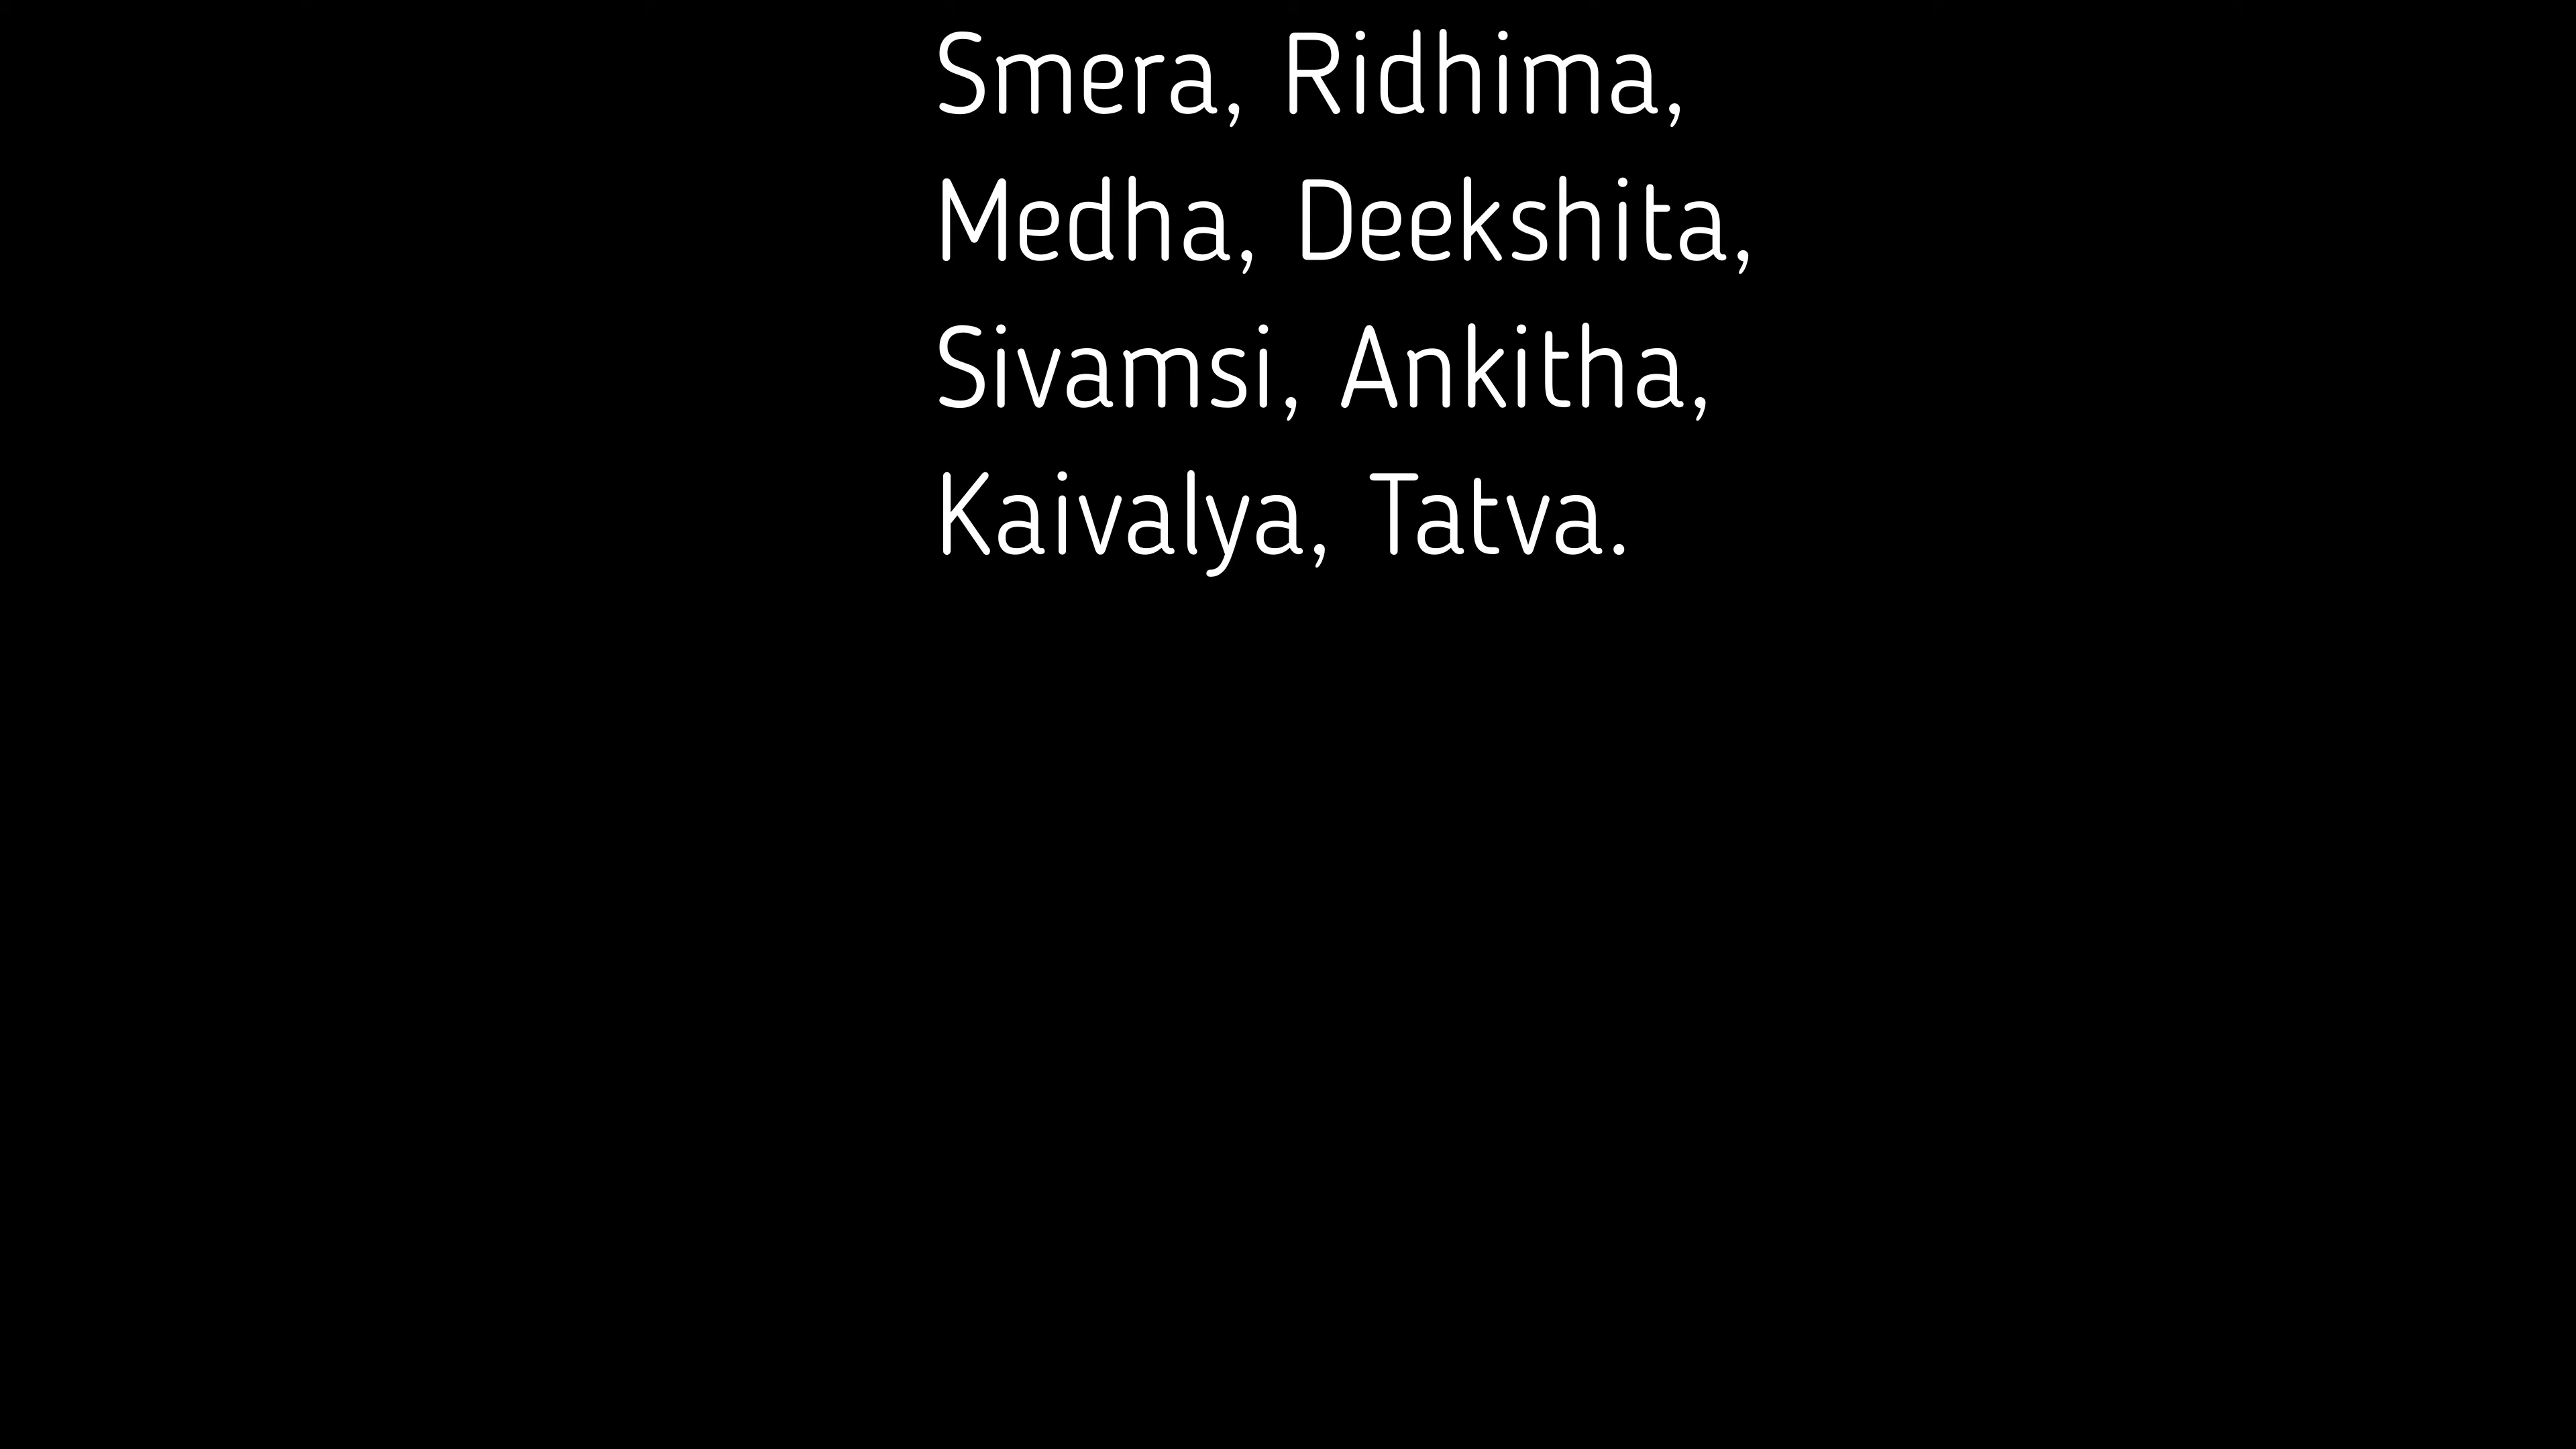 Smera, Ridhima,
Medha, Deekshita,
Sivamsi, Ankitha,
Kaivalya, Tatva.